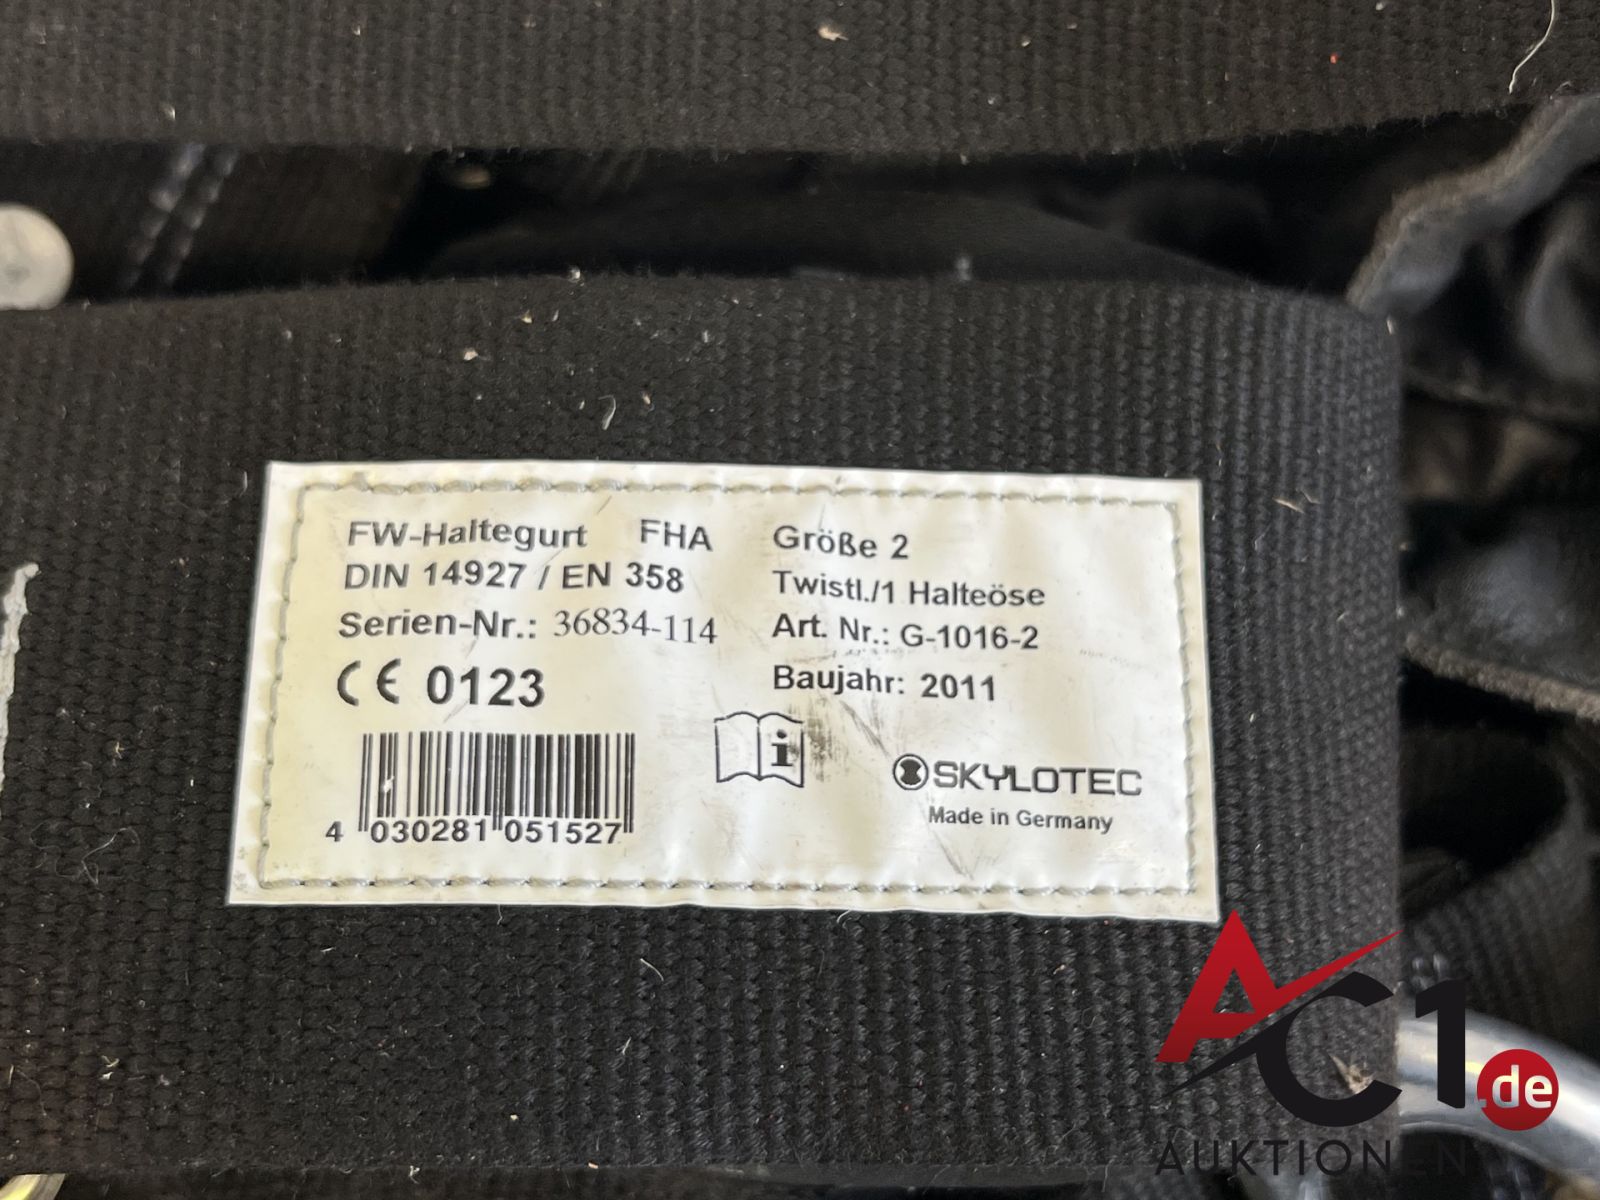 FW-Haltegurt FHA
DIN 14927 / EN 358
Serien-Nr.: 36834-114
CE 0123
4 030281 051527
Größe 2
Twistl./1 Halteöse
Art. Nr.: G-1016-2
Baujahr: 2011
i
SKYLOTEC
Made in Germany
AC1.de
AUKTIONEN